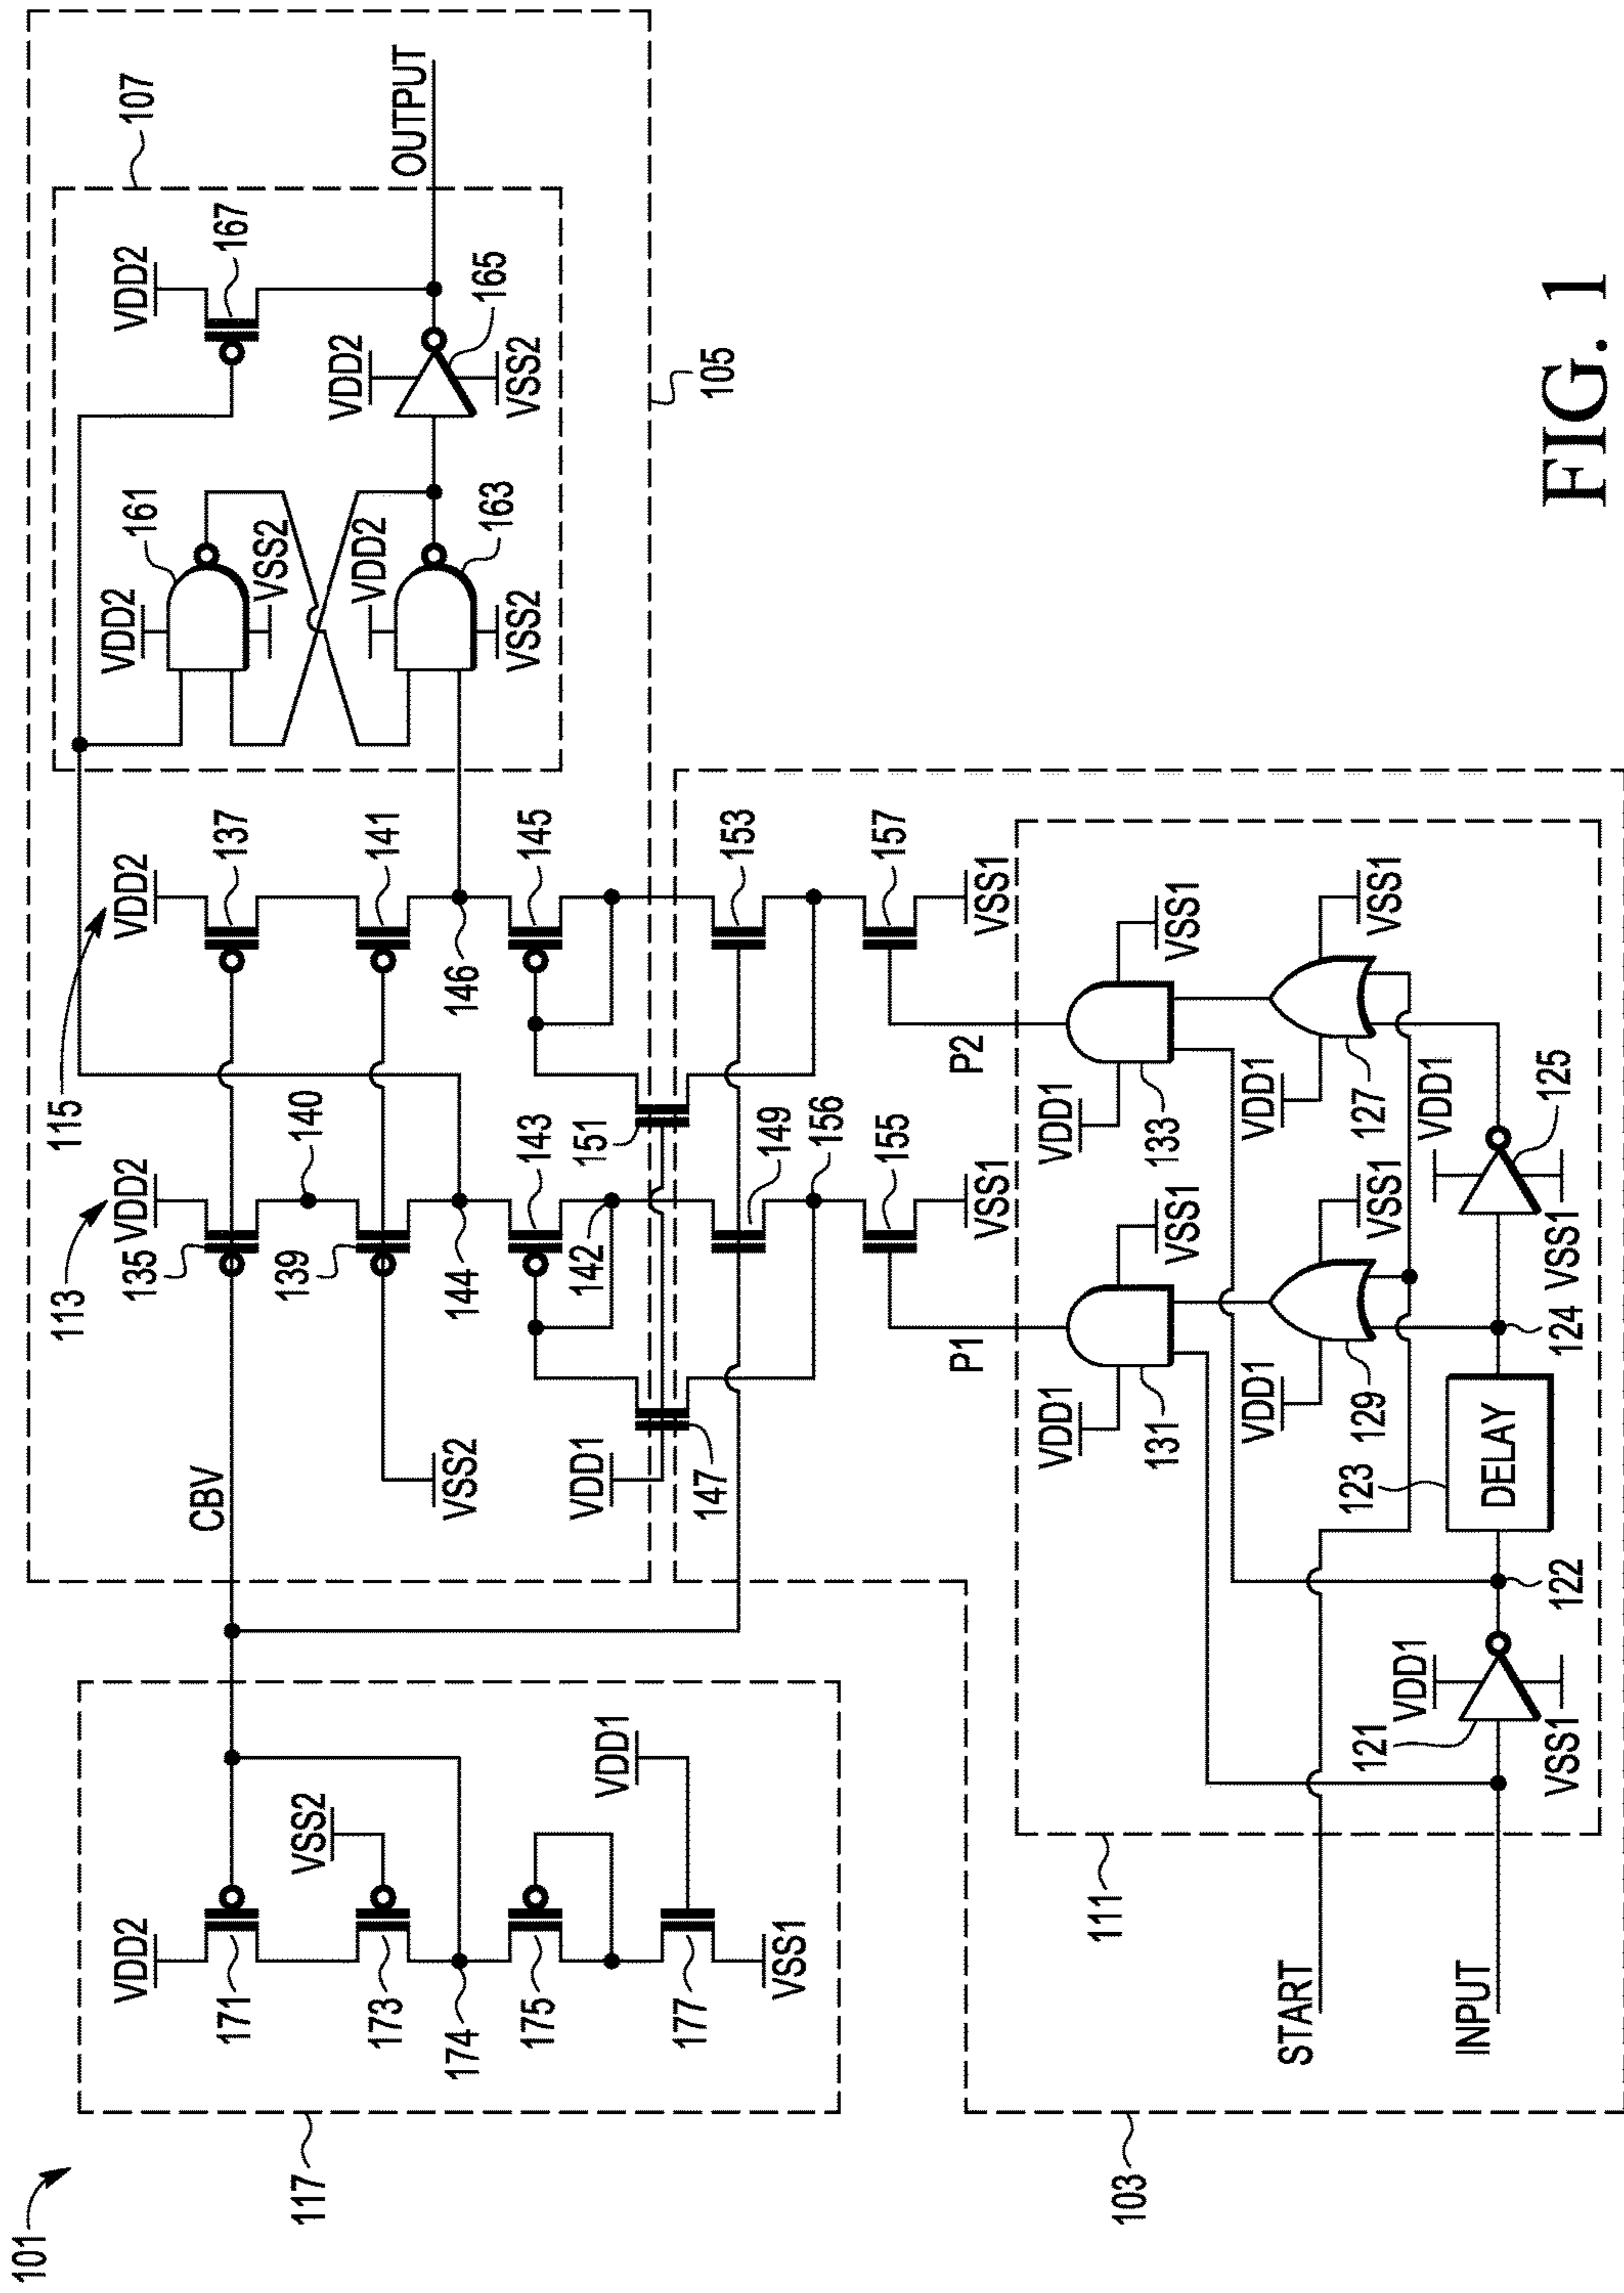 101
117
VDD2
171
VSS2
173
174
175
VDD1
177
VSS1
CBV
113
VDD2
135
140
139
144
VSS2
143
142
VDD1
147
149
156
155
VSS1
P1
115
VDD2
137
141
146
145
151
153
157
VSS1
P2
107
VDD2
161
VSS2
VDD2
163
VSS2
VDD2
167
VDD2
165
VSS2
OUTPUT
105
103
111
START
INPUT
VDD1
121
VSS1
122
123
DELAY
124
VDD1
125
VSS1
VDD1
131
VSS1
VDD1
129
VSS1
VDD1
133
VSS1
VDD1
127
VSS1
FIG. 1